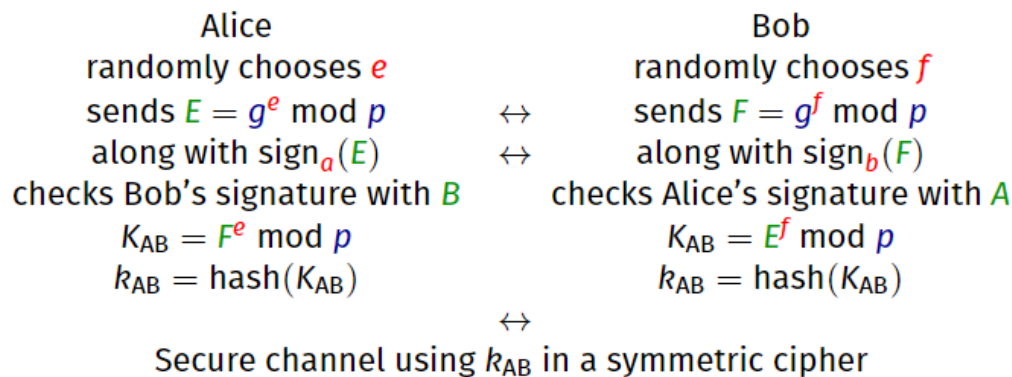 Alice Bob
randomly chooses e randomly chooses f
sends E = g^e mod p ↔ sends F = g^f mod p
along with sign_a(E) ↔ along with sign_b(F)
checks Bob's signature with B checks Alice's signature with A
K_AB = F^e mod p K_AB = E^f mod p
k_AB = hash(K_AB) k_AB = hash(K_AB)
↔
Secure channel using k_AB in a symmetric cipher